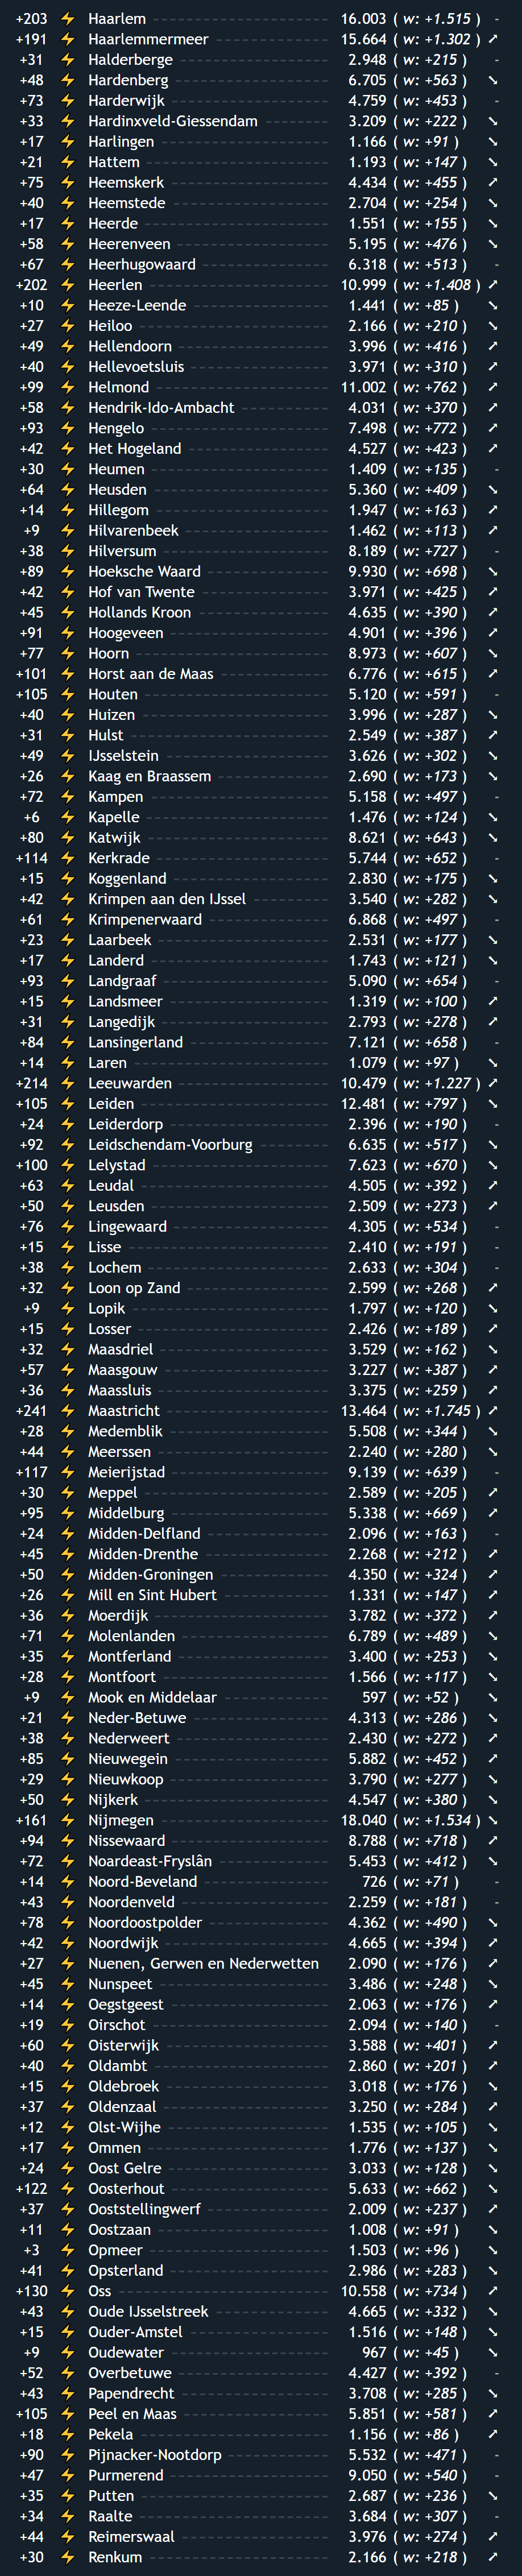 +203 ⚡ Haarlem 16.003 ( w: +1.515 ) -
+191 ⚡ Haarlemmermeer 15.664 ( w: +1.302 ) ↗
+31 ⚡ Halderberge 2.948 ( w: +215 ) -
+48 ⚡ Hardenberg 6.705 ( w: +563 ) ↘
+73 ⚡ Harderwijk 4.759 ( w: +453 ) -
+33 ⚡ Hardinxveld-Giessendam 3.209 ( w: +222 ) ↘
+17 ⚡ Harlingen 1.166 ( w: +91 ) ↘
+21 ⚡ Hattem 1.193 ( w: +147 ) ↘
+75 ⚡ Heemskerk 4.434 ( w: +455 ) ↗
+40 ⚡ Heemstede 2.704 ( w: +254 ) ↘
+17 ⚡ Heerde 1.551 ( w: +155 ) ↘
+58 ⚡ Heerenveen 5.195 ( w: +476 ) ↘
+67 ⚡ Heerhugowaard 6.318 ( w: +513 ) -
+202 ⚡ Heerlen 10.999 ( w: +1.408 ) ↗
+10 ⚡ Heeze-Leende 1.441 ( w: +85 ) ↘
+27 ⚡ Heiloo 2.166 ( w: +210 ) ↘
+49 ⚡ Hellendoorn 3.996 ( w: +416 ) ↗
+40 ⚡ Hellevoetsluis 3.971 ( w: +310 ) ↗
+99 ⚡ Helmond 11.002 ( w: +762 ) ↗
+58 ⚡ Hendrik-Ido-Ambacht 4.031 ( w: +370 ) ↗
+93 ⚡ Hengelo 7.498 ( w: +772 ) ↗
+42 ⚡ Het Hogeland 4.527 ( w: +423 ) ↗
+30 ⚡ Heumen 1.409 ( w: +135 ) -
+64 ⚡ Heusden 5.360 ( w: +409 ) ↘
+14 ⚡ Hillegom 1.947 ( w: +163 ) ↗
+9 ⚡ Hilvarenbeek 1.462 ( w: +113 ) ↗
+38 ⚡ Hilversum 8.189 ( w: +727 ) -
+89 ⚡ Hoeksche Waard 9.930 ( w: +698 ) ↘
+42 ⚡ Hof van Twente 3.971 ( w: +425 ) ↗
+45 ⚡ Hollands Kroon 4.635 ( w: +390 ) ↗
+91 ⚡ Hoogeveen 4.901 ( w: +396 ) ↗
+77 ⚡ Hoorn 8.973 ( w: +607 ) ↘
+101 ⚡ Horst aan de Maas 6.776 ( w: +615 ) ↗
+105 ⚡ Houten 5.120 ( w: +591 ) -
+40 ⚡ Huizen 3.996 ( w: +287 ) ↘
+31 ⚡ Hulst 2.549 ( w: +387 ) ↗
+49 ⚡ IJsselstein 3.626 ( w: +302 ) ↘
+26 ⚡ Kaag en Braassem 2.690 ( w: +173 ) ↘
+72 ⚡ Kampen 5.158 ( w: +497 ) -
+6 ⚡ Kapelle 1.476 ( w: +124 ) ↘
+80 ⚡ Katwijk 8.621 ( w: +643 ) ↘
+114 ⚡ Kerkrade 5.744 ( w: +652 ) -
+15 ⚡ Koggenland 2.830 ( w: +175 ) ↘
+42 ⚡ Krimpen aan den IJssel 3.540 ( w: +282 ) ↘
+61 ⚡ Krimpenerwaard 6.868 ( w: +497 ) -
+23 ⚡ Laarbeek 2.531 ( w: +177 ) ↘
+17 ⚡ Landerd 1.743 ( w: +121 ) ↘
+93 ⚡ Landgraaf 5.090 ( w: +654 ) -
+15 ⚡ Landsmeer 1.319 ( w: +100 ) ↗
+31 ⚡ Langedijk 2.793 ( w: +278 ) ↗
+84 ⚡ Lansingerland 7.121 ( w: +658 ) -
+14 ⚡ Laren 1.079 ( w: +97 ) ↘
+214 ⚡ Leeuwarden 10.479 ( w: +1.227 ) ↗
+105 ⚡ Leiden 12.481 ( w: +797 ) ↘
+24 ⚡ Leiderdorp 2.396 ( w: +190 ) -
+92 ⚡ Leidschendam-Voorburg 6.635 ( w: +517 ) ↘
+100 ⚡ Lelystad 7.623 ( w: +670 ) ↘
+63 ⚡ Leudal 4.505 ( w: +392 ) ↗
+50 ⚡ Leusden 2.509 ( w: +273 ) ↗
+76 ⚡ Lingewaard 4.305 ( w: +534 ) -
+15 ⚡ Lisse 2.410 ( w: +191 ) -
+38 ⚡ Lochem 2.633 ( w: +304 ) -
+32 ⚡ Loon op Zand 2.599 ( w: +268 ) ↗
+9 ⚡ Lopik 1.797 ( w: +120 ) ↘
+15 ⚡ Losser 2.426 ( w: +189 ) ↗
+32 ⚡ Maasdriel 3.529 ( w: +162 ) ↘
+57 ⚡ Maasgouw 3.227 ( w: +387 ) ↗
+36 ⚡ Maassluis 3.375 ( w: +259 ) ↗
+241 ⚡ Maastricht 13.464 ( w: +1.745 ) ↗
+28 ⚡ Medemblik 5.508 ( w: +344 ) ↘
+44 ⚡ Meerssen 2.240 ( w: +280 ) ↘
+117 ⚡ Meierijstad 9.139 ( w: +639 ) -
+30 ⚡ Meppel 2.589 ( w: +205 ) ↗
+95 ⚡ Middelburg 5.338 ( w: +669 ) ↗
+24 ⚡ Midden-Delfland 2.096 ( w: +163 ) -
+45 ⚡ Midden-Drenthe 2.268 ( w: +212 ) ↗
+50 ⚡ Midden-Groningen 4.350 ( w: +324 ) ↗
+26 ⚡ Mill en Sint Hubert 1.331 ( w: +147 ) ↗
+36 ⚡ Moerdijk 3.782 ( w: +372 ) ↗
+71 ⚡ Molenlanden 6.789 ( w: +489 ) ↘
+35 ⚡ Montferland 3.400 ( w: +253 ) ↘
+28 ⚡ Montfoort 1.566 ( w: +117 ) ↘
+9 ⚡ Mook en Middelaar 597 ( w: +52 ) ↘
+21 ⚡ Neder-Betuwe 4.313 ( w: +286 ) ↘
+38 ⚡ Nederweert 2.430 ( w: +272 ) ↗
+85 ⚡ Nieuwegein 5.882 ( w: +452 ) ↗
+29 ⚡ Nieuwkoop 3.790 ( w: +277 ) ↘
+50 ⚡ Nijkerk 4.547 ( w: +380 ) ↘
+161 ⚡ Nijmegen 18.040 ( w: +1.534 ) ↘
+94 ⚡ Nissewaard 8.788 ( w: +718 ) ↗
+72 ⚡ Noardeast-Fryslân 5.453 ( w: +412 ) ↘
+14 ⚡ Noord-Beveland 726 ( w: +71 ) -
+43 ⚡ Noordenveld 2.259 ( w: +181 ) -
+78 ⚡ Noordoostpolder 4.362 ( w: +490 ) ↘
+42 ⚡ Noordwijk 4.665 ( w: +394 ) ↗
+27 ⚡ Nuenen, Gerwen en Nederwetten 2.090 ( w: +176 ) ↗
+45 ⚡ Nunspeet 3.486 ( w: +248 ) ↘
+14 ⚡ Oegstgeest 2.063 ( w: +176 ) ↗
+19 ⚡ Oirschot 2.094 ( w: +140 ) -
+60 ⚡ Oisterwijk 3.588 ( w: +401 ) ↗
+40 ⚡ Oldambt 2.860 ( w: +201 ) ↗
+15 ⚡ Oldebroek 3.018 ( w: +176 ) ↘
+37 ⚡ Oldenzaal 3.250 ( w: +284 ) ↗
+12 ⚡ Olst-Wijhe 1.535 ( w: +105 ) ↘
+17 ⚡ Ommen 1.776 ( w: +137 ) ↘
+24 ⚡ Oost Gelre 3.033 ( w: +128 ) ↘
+122 ⚡ Oosterhout 5.633 ( w: +662 ) ↘
+37 ⚡ Ooststellingwerf 2.009 ( w: +237 ) ↗
+11 ⚡ Oostzaan 1.008 ( w: +91 ) ↘
+3 ⚡ Opmeer 1.503 ( w: +96 ) ↘
+41 ⚡ Opsterland 2.986 ( w: +283 ) ↘
+130 ⚡ Oss 10.558 ( w: +734 ) ↗
+43 ⚡ Oude IJsselstreek 4.665 ( w: +332 ) ↘
+15 ⚡ Ouder-Amstel 1.516 ( w: +148 ) ↘
+9 ⚡ Oudewater 967 ( w: +45 ) ↘
+52 ⚡ Overbetuwe 4.427 ( w: +392 ) -
+43 ⚡ Papendrecht 3.708 ( w: +285 ) ↘
+105 ⚡ Peel en Maas 5.851 ( w: +581 ) ↗
+18 ⚡ Pekela 1.156 ( w: +86 ) ↗
+90 ⚡ Pijnacker-Nootdorp 5.532 ( w: +471 ) -
+47 ⚡ Purmerend 9.050 ( w: +540 ) -
+35 ⚡ Putten 2.687 ( w: +236 ) ↘
+34 ⚡ Raalte 3.684 ( w: +307 ) -
+44 ⚡ Reimerswaal 3.976 ( w: +274 ) ↗
+30 ⚡ Renkum 2.166 ( w: +218 ) ↗